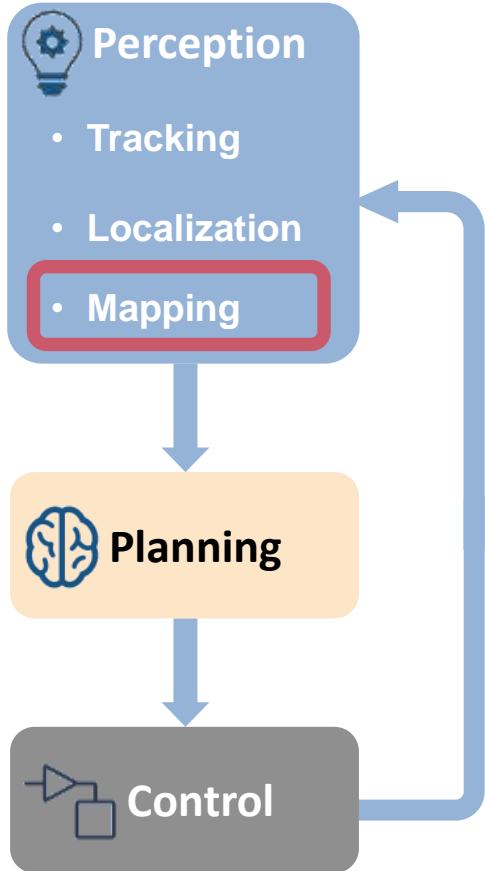 Perception
• Tracking
• Localization
• Mapping
Planning
Control